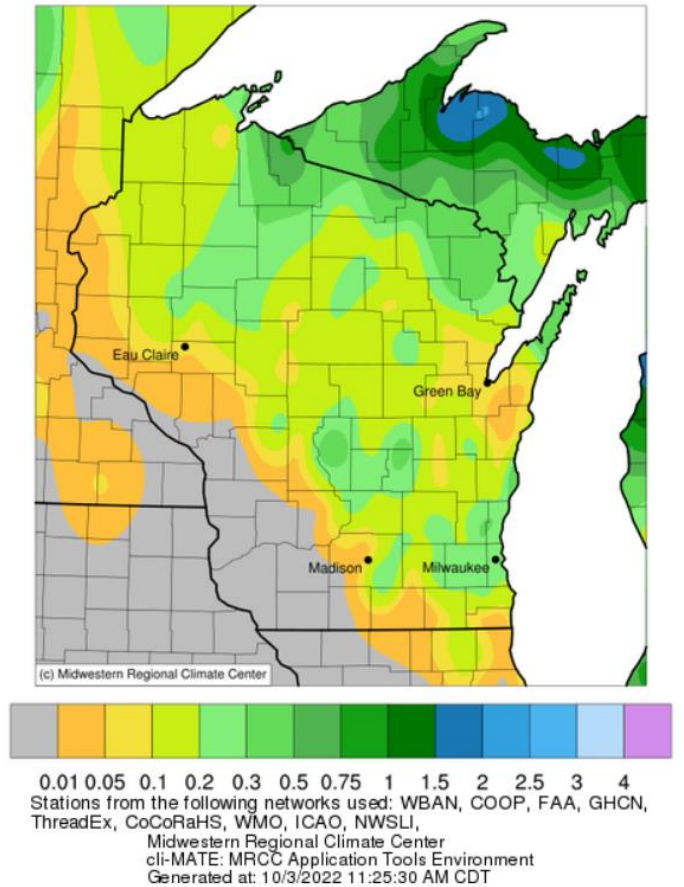 Eau Claire
Green Bay
Madison
Milwaukee
(c) Midwestern Regional Climate Center
0.01 0.05 0.1 0.2 0.3 0.5 0.75 1 1.5 2 2.5 3 4
Stations from the following networks used: WBAN, COOP, FAA, GHCN,
ThreadEx, CoCoRaHS, WMO, ICAO, NWSLI,
Midwestern Regional Climate Center
cli-MATE: MRCC Application Tools Environment
Generated at: 10/3/2022 11:25:30 AM CDT